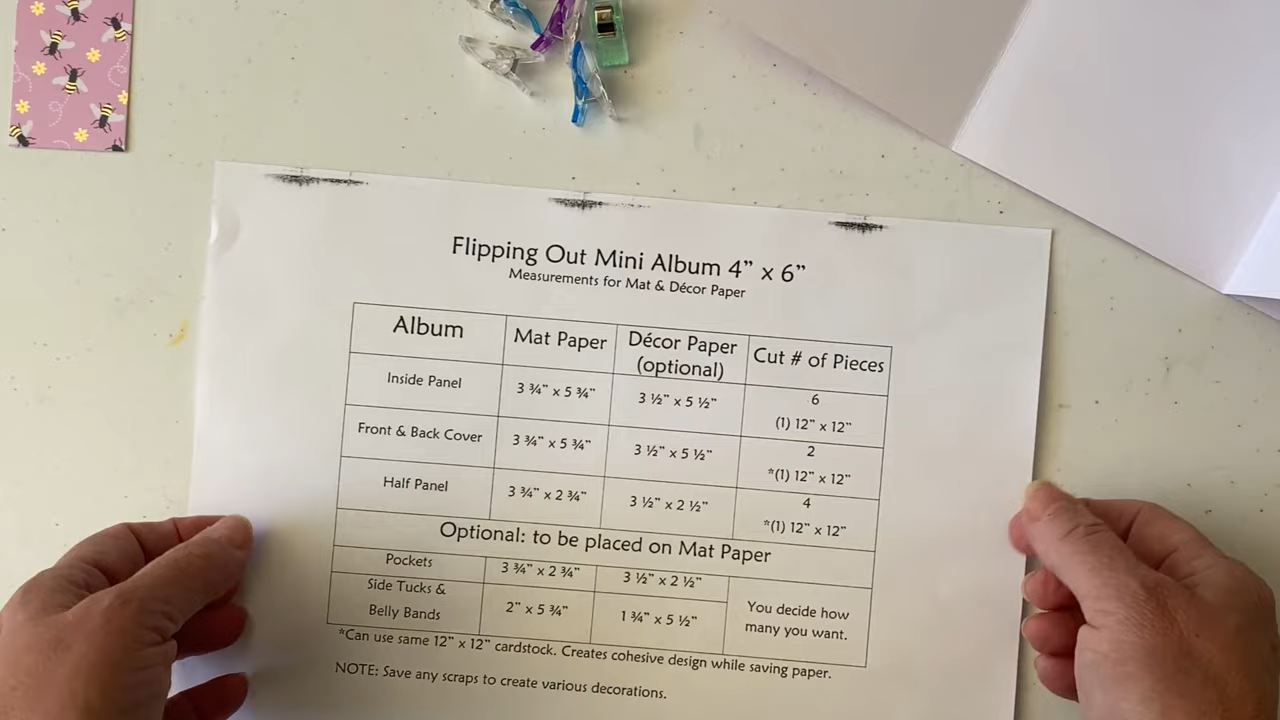 Flipping Out Mini Album 4” x 6”
Measurements for Mat & Décor Paper
Album Mat Paper Décor Paper (optional) Cut # of Pieces
Inside Panel 3 ¾” x 5 ¾” 3 ½” x 5 ½” 6
(1) 12” x 12”
Front & Back Cover 3 ¾” x 5 ¾” 3 ½” x 5 ½” 2
*(1) 12” x 12”
Half Panel 3 ¾” x 2 ¾” 3 ½” x 2 ½” 4
*(1) 12” x 12”
Optional: to be placed on Mat Paper
Pockets 3 ¾” x 2 ¾” 3 ½” x 2 ½”
Side Tucks &
Belly Bands 2” x 5 ¾” 1 ¾” x 5 ½”
You decide how
many you want.
*Can use same 12” x 12” cardstock. Creates cohesive design while saving paper.
NOTE: Save any scraps to create various decorations.